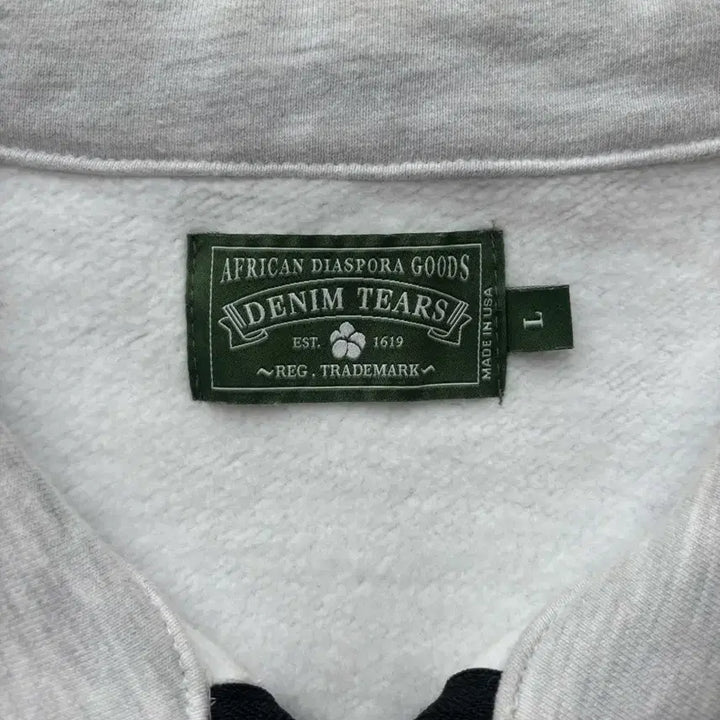 AFRICAN DIASPORA GOODS
DENIM TEARS
EST. 1619
~REG. TRADEMARK~
MADE IN USA
L